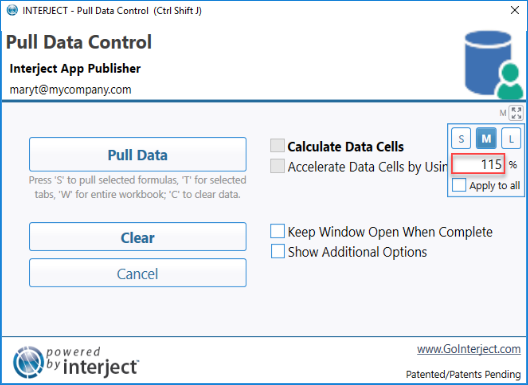 INTERJECT - Pull Data Control (Ctrl Shift J)
Pull Data Control
Interject App Publisher
maryt@mycompany.com
M
S M L
115 %
Apply to all
Pull Data
Press 'S' to pull selected formulas, 'T' for selected
tabs, 'W' for entire workbook; 'C' to clear data.
Calculate Data Cells
Accelerate Data Cells by Usin
Clear
Cancel
Keep Window Open When Complete
Show Additional Options
powered
by interject
www.GoInterject.com
Patented/Patents Pending